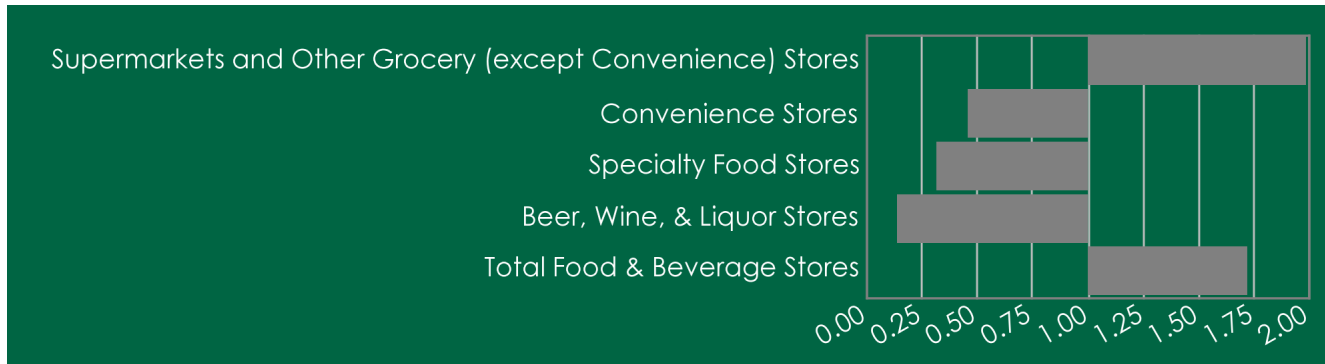 Supermarkets and Other Grocery (except Convenience) Stores
Convenience Stores
Specialty Food Stores
Beer, Wine, & Liquor Stores
Total Food & Beverage Stores
0.00 0.25 0.50 0.75 1.00 1.25 1.50 1.75 2.00